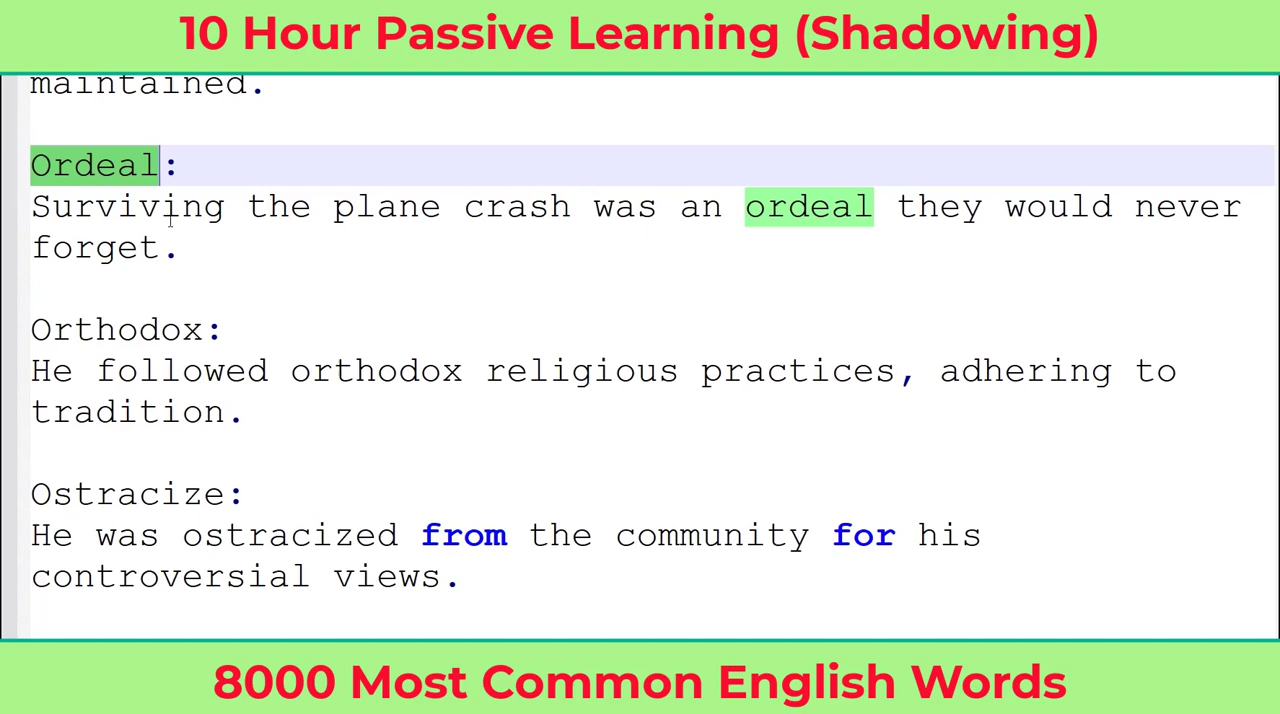 10 Hour Passive Learning (Shadowing)
maintained.
Ordeal:
Surviving the plane crash was an ordeal they would never
forget.
Orthodox:
He followed orthodox religious practices, adhering to
tradition.
Ostracize:
He was ostracized from the community for his
controversial views.
8000 Most Common English Words